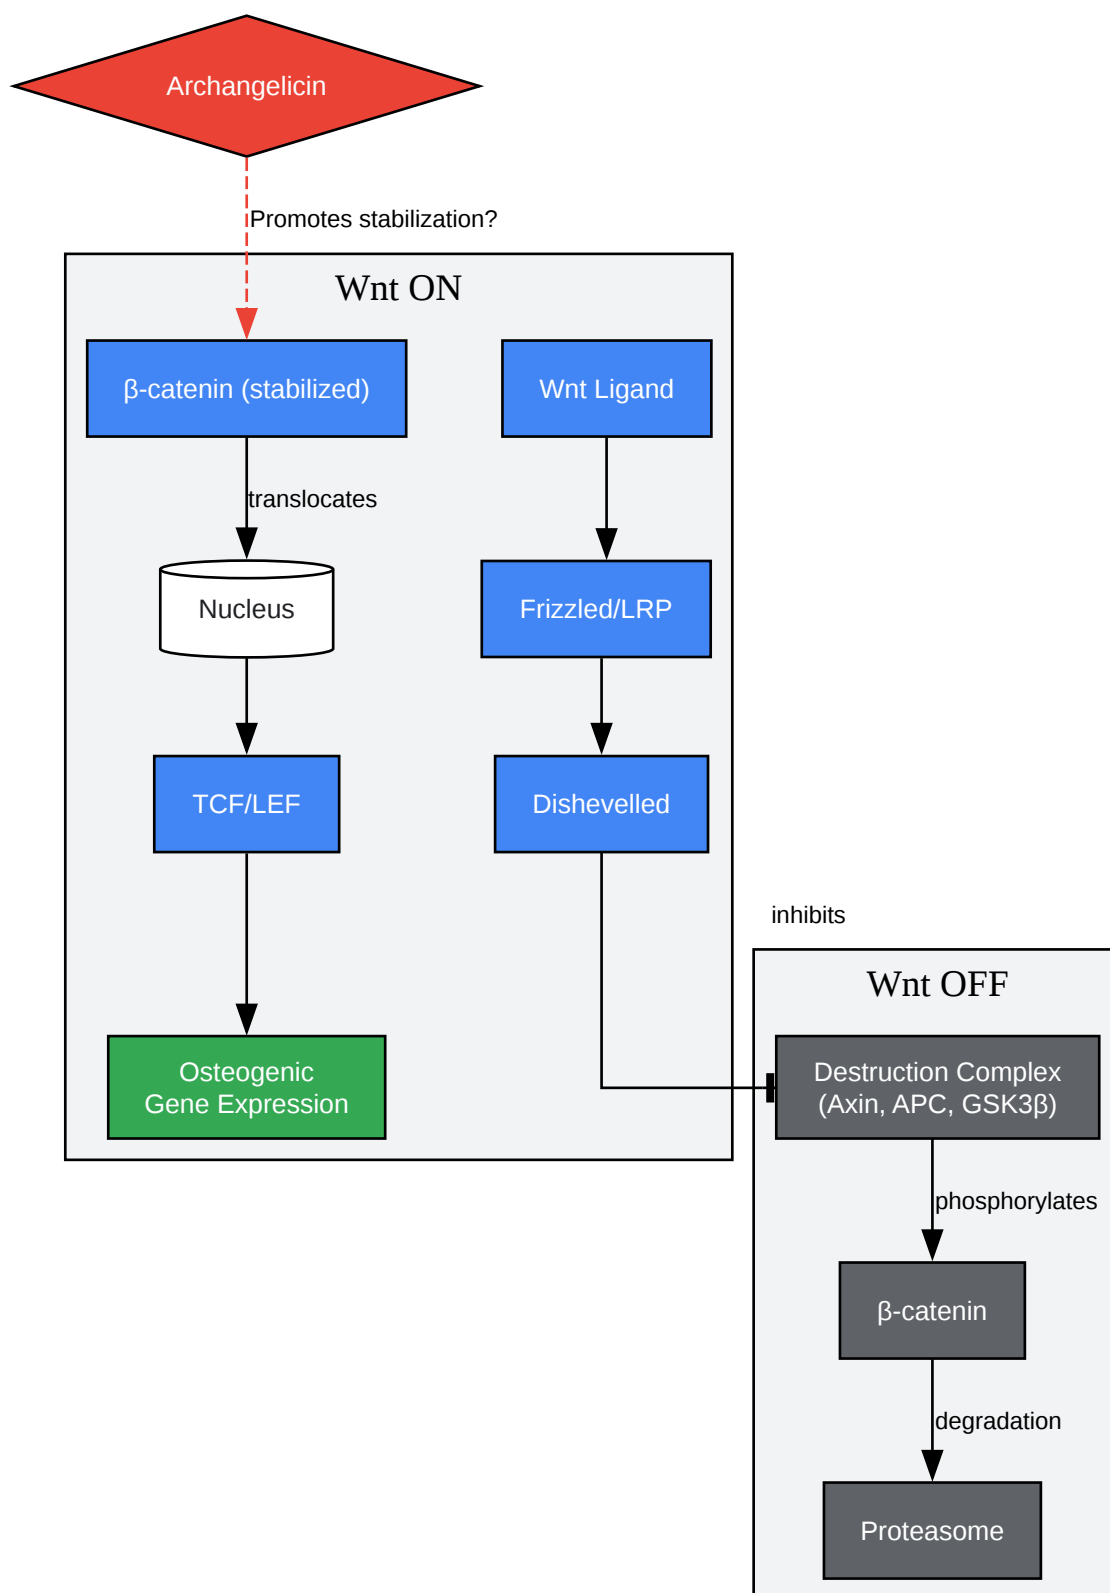 Archangelicin
Promotes stabilization?
Wnt ON
β-catenin (stabilized)
Wnt Ligand
translocates
Nucleus
Frizzled/LRP
TCF/LEF
Dishevelled
inhibits
Wnt OFF
Osteogenic
Gene Expression
Destruction Complex
(Axin, APC, GSK3β)
phosphorylates
β-catenin
degradation
Proteasome